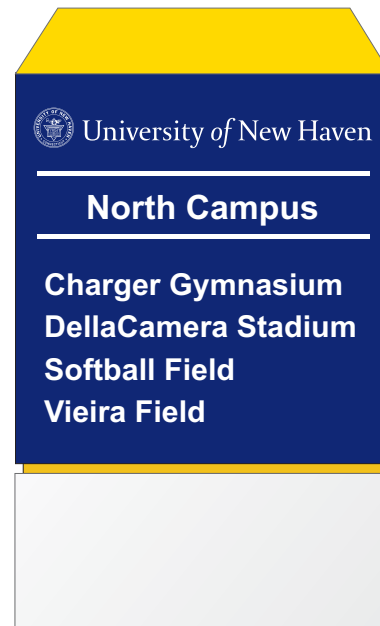 University of New Haven
North Campus
Charger Gymnasium
DellaCamera Stadium
Softball Field
Vieira Field